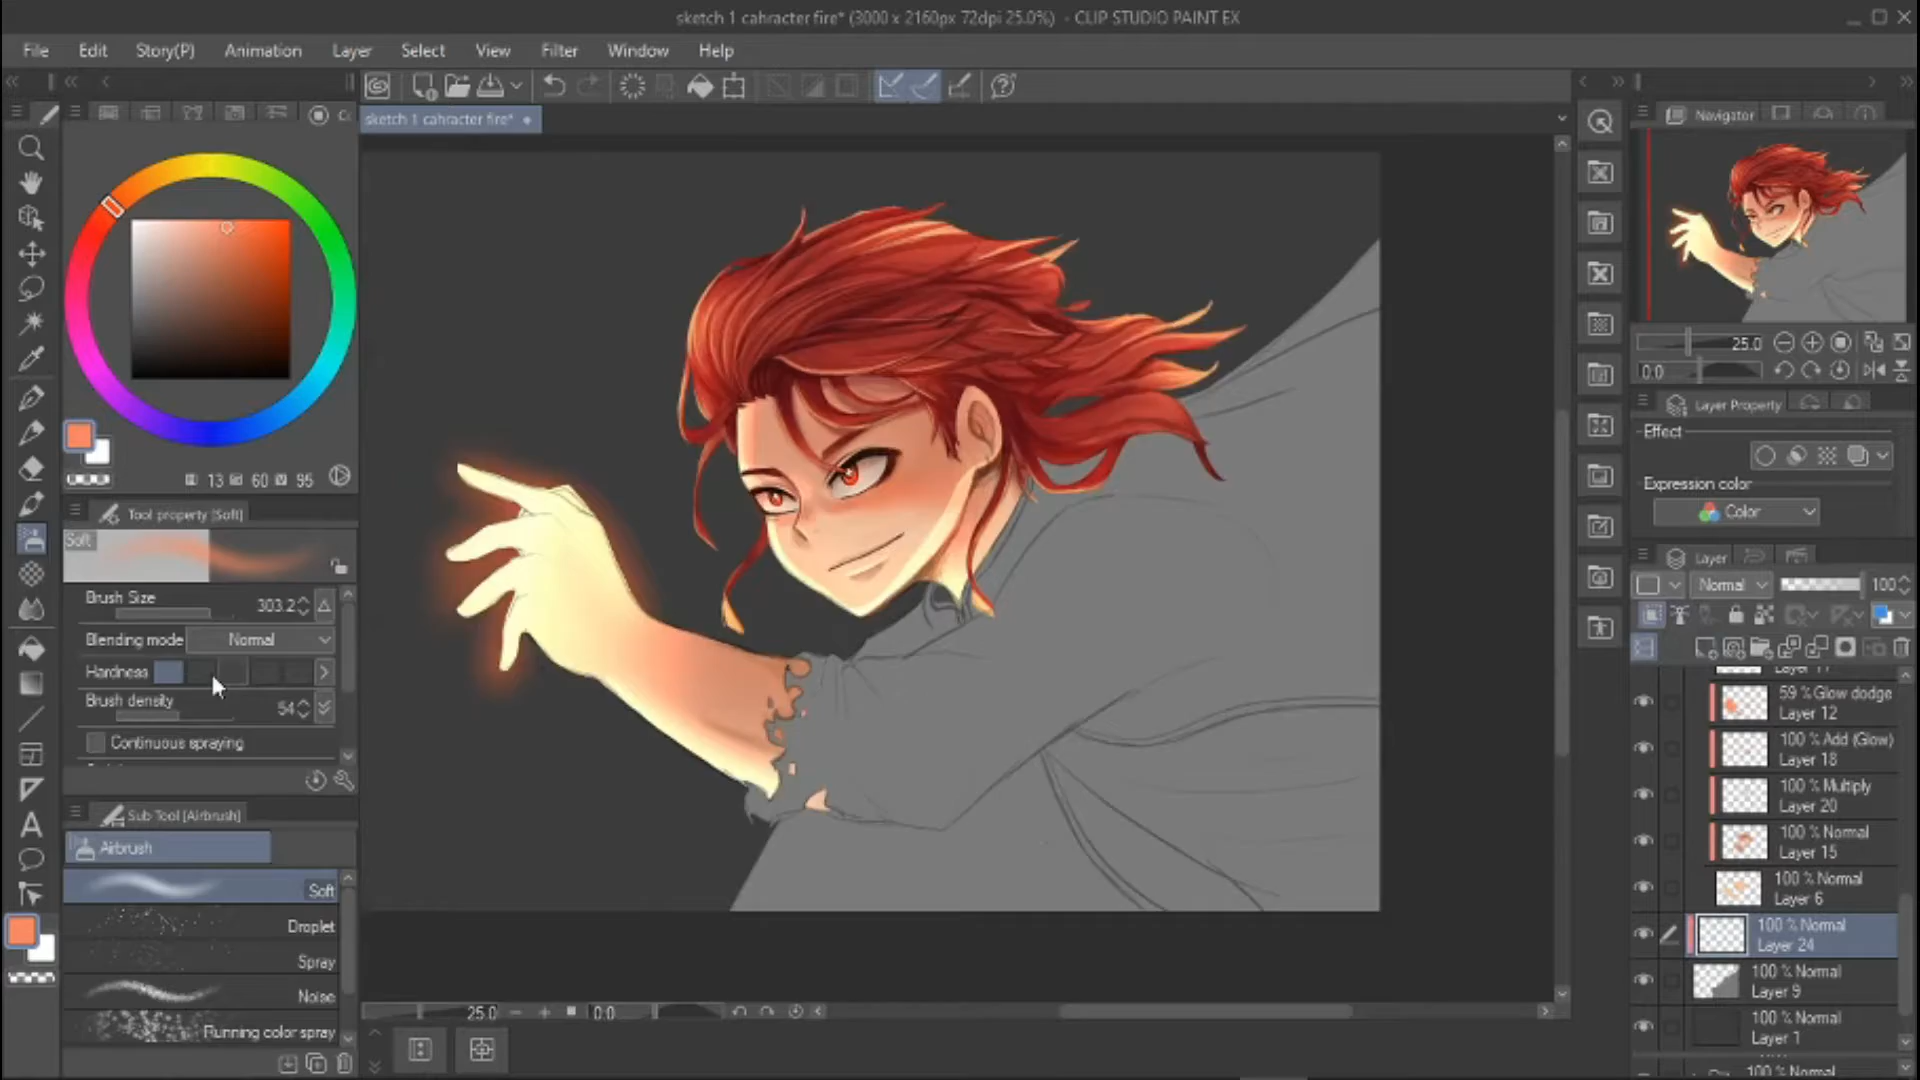 sketch 1 cahracter fire* (3000 x 2160px 72dpi 25.0%) - CLIP STUDIO PAINT EX
File Edit Story(P) Animation Layer Select View Filter Window Help
sketch 1 cahracter fire*
Navigator
25.0
0.0
Layer Property
Effect
Expression color
Color
13 60 95
Tool property [Soft]
Soft
Brush Size 303.2
Blending mode Normal
Hardness
Brush density 54
Continuous spraying
Sub Tool [Airbrush]
Airbrush
Soft
Droplet
Spray
Noise
Running color spray
25.0 0.0
Layer
Normal 100
59 % Glow dodge
Layer 12
100 % Add (Glow)
Layer 18
100 % Multiply
Layer 20
100 % Normal
Layer 15
100 % Normal
Layer 6
100 % Normal
Layer 24
100 % Normal
Layer 9
100 % Normal
Layer 1
100 % Normal